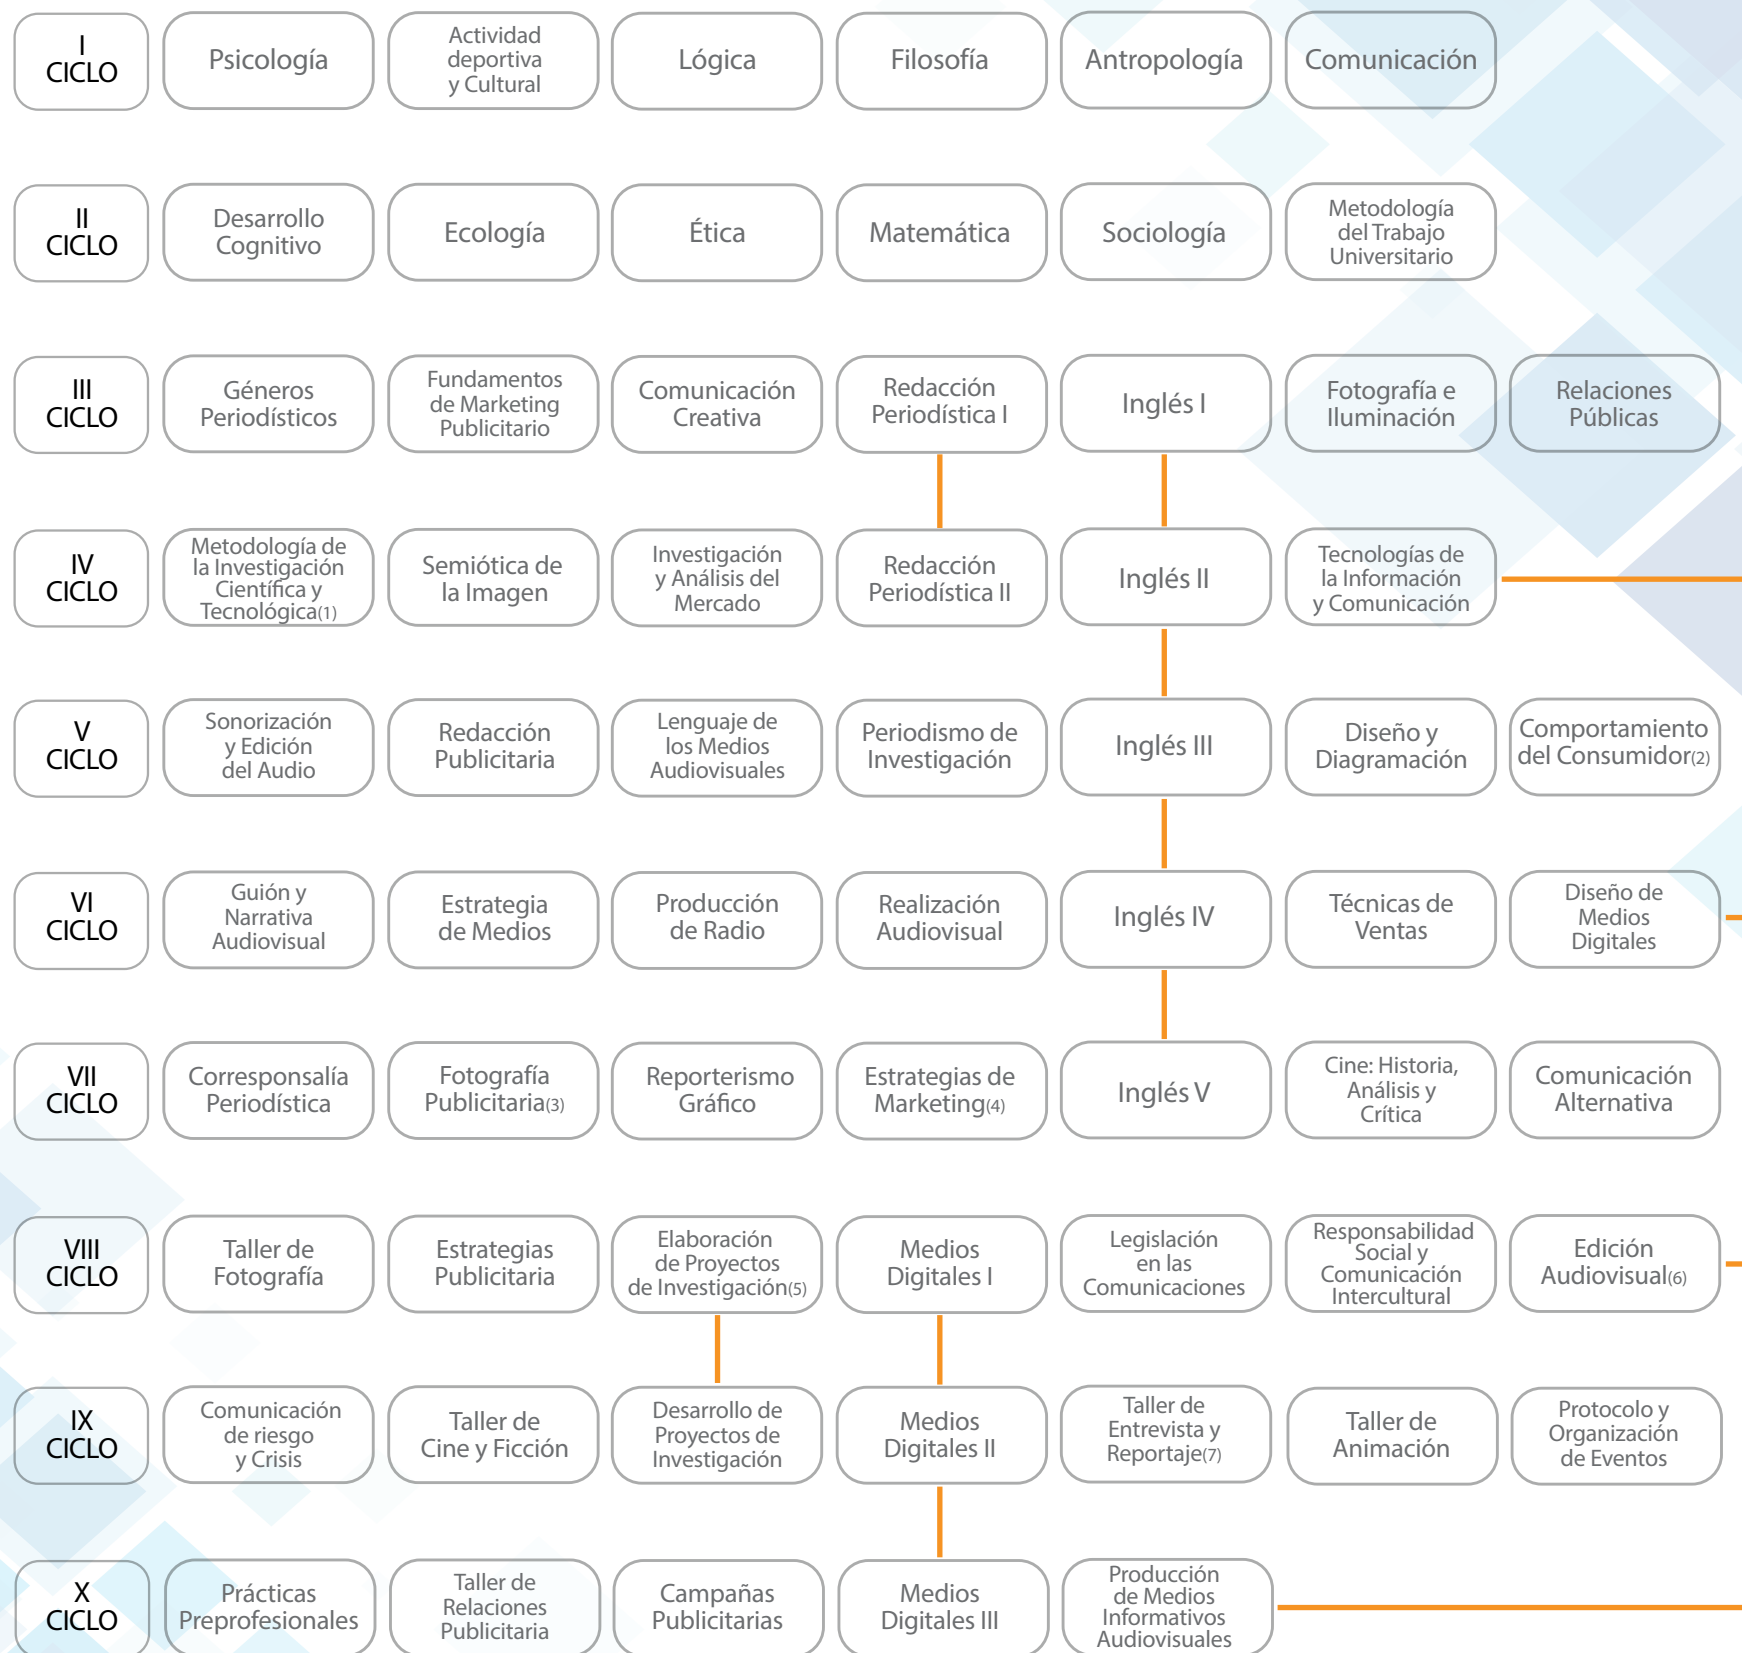 I
CICLO
Psicología
Actividad
deportiva
y Cultural
Lógica
Filosofía
Antropología
Comunicación
II
CICLO
Desarrollo
Cognitivo
Ecología
Ética
Matemática
Sociología
Metodología
del Trabajo
Universitario
III
CICLO
Géneros
Periodísticos
Fundamentos
de Marketing
Publicitario
Comunicación
Creativa
Redacción
Periodística I
Inglés I
Fotografía e
Iluminación
Relaciones
Públicas
IV
CICLO
Metodología de
la Investigación
Científica y
Tecnológica(1)
Semiótica de
la Imagen
Investigación
y Análisis del
Mercado
Redacción
Periodística II
Inglés II
Tecnologías de
la Información
y Comunicación
V
CICLO
Sonorización
y Edición
del Audio
Redacción
Publicitaria
Lenguaje de
los Medios
Audiovisuales
Periodismo de
Investigación
Inglés III
Diseño y
Diagramación
Comportamiento
del Consumidor(2)
VI
CICLO
Guión y
Narrativa
Audiovisual
Estrategia
de Medios
Producción
de Radio
Realización
Audiovisual
Inglés IV
Técnicas de
Ventas
Diseño de
Medios
Digitales
VII
CICLO
Corresponsalía
Periodística
Fotografía
Publicitaria(3)
Reporterismo
Gráfico
Estrategias de
Marketing(4)
Inglés V
Cine: Historia,
Análisis y
Crítica
Comunicación
Alternativa
VIII
CICLO
Taller de
Fotografía
Estrategias
Publicitaria
Elaboración
de Proyectos
de Investigación(5)
Medios
Digitales I
Legislación
en las
Comunicaciones
Responsabilidad
Social y
Comunicación
Intercultural
Edición
Audiovisual(6)
IX
CICLO
Comunicación
de riesgo
y Crisis
Taller de
Cine y Ficción
Desarrollo de
Proyectos de
Investigación
Medios
Digitales II
Taller de
Entrevista y
Reportaje(7)
Taller de
Animación
Protocolo y
Organización
de Eventos
X
CICLO
Prácticas
Preprofesionales
Taller de
Relaciones
Publicitaria
Campañas
Publicitarias
Medios
Digitales III
Producción
de Medios
Informativos
Audiovisuales